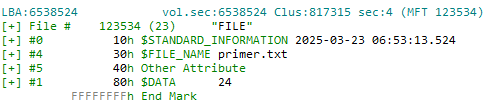 LBA:6538524 vol.sec:6538524 Clus:817315 sec:4 (MFT 123534)
[+] File # 123534 (23) "FILE"
[+] #0 10h $STANDARD_INFORMATION 2025-03-23 06:53:13.524
[+] #4 30h $FILE_NAME primer.txt
[+] #5 40h Other Attribute
[+] #1 80h $DATA 24
FFFFFFFFh End Mark